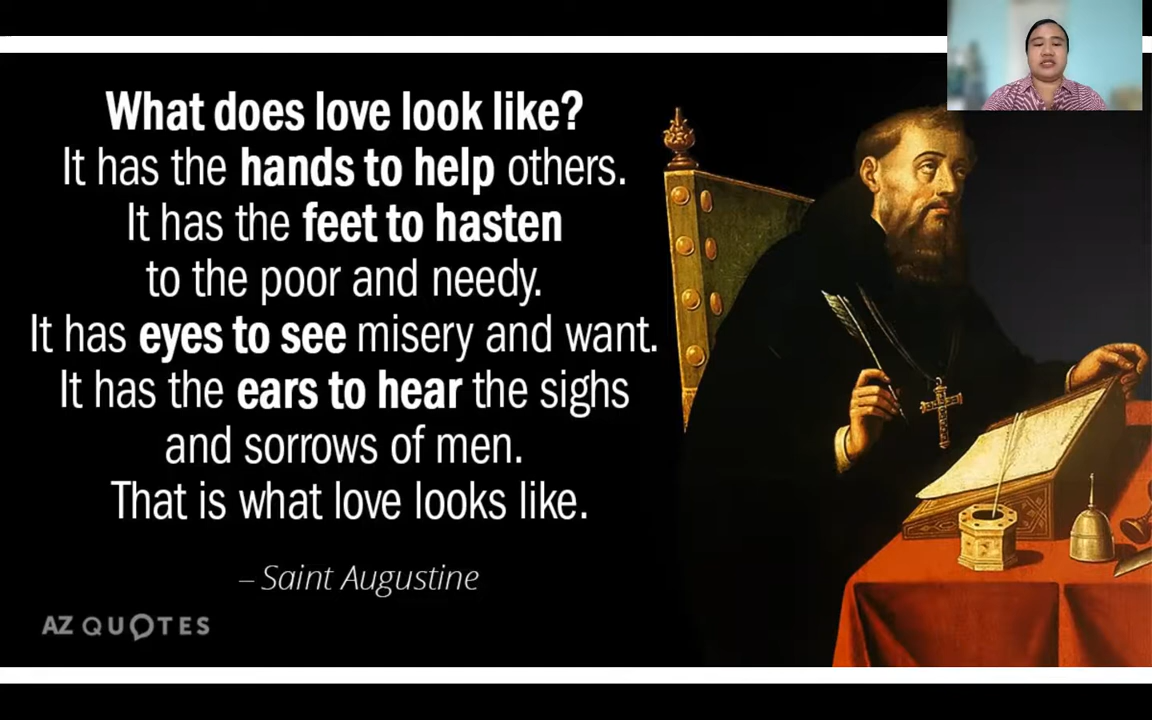 What does love look like?
It has the hands to help others.
It has the feet to hasten
to the poor and needy.
It has eyes to see misery and want.
It has the ears to hear the sighs
and sorrows of men.
That is what love looks like.
– Saint Augustine
AZ QUOTES